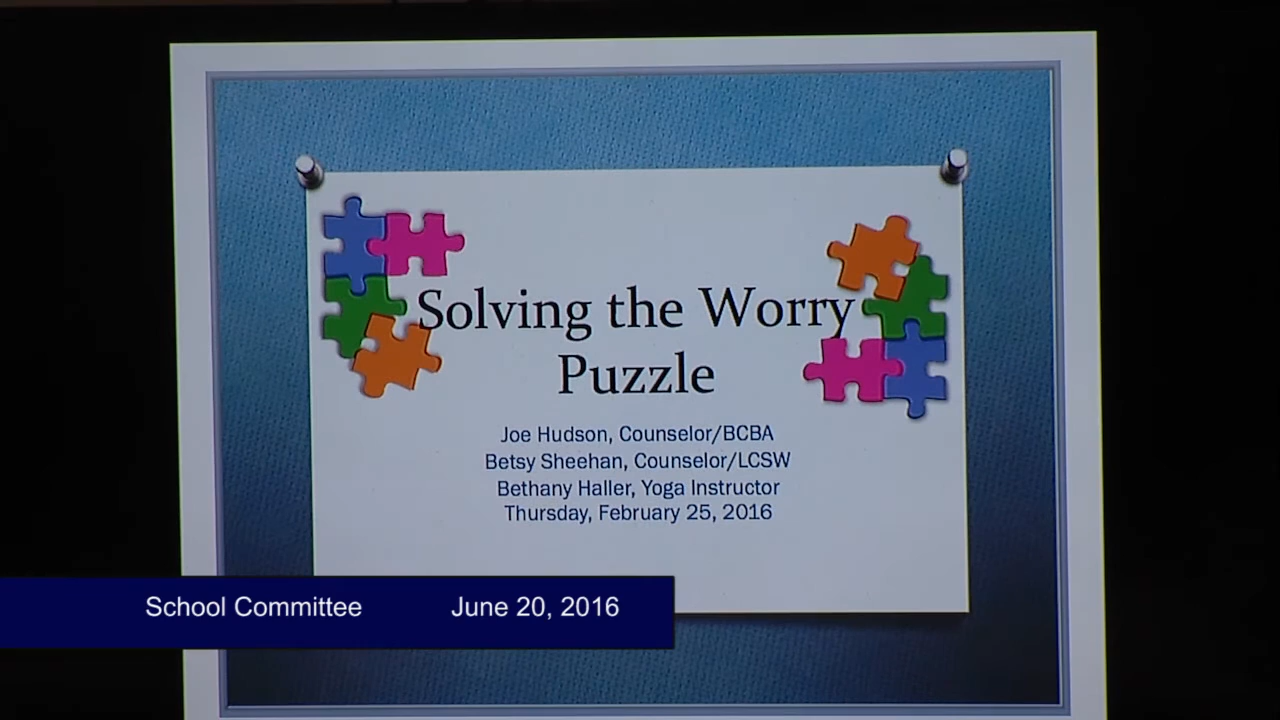 Solving the Worry
Puzzle
Joe Hudson, Counselor/BCBA
Betsy Sheehan, Counselor/LCSW
Bethany Haller, Yoga Instructor
Thursday, February 25, 2016
School Committee June 20, 2016